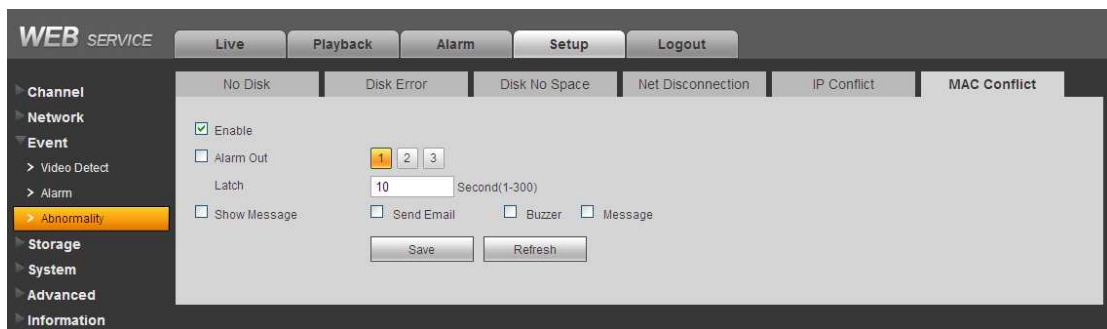 WEB SERVICE
Live Playback Alarm Setup Logout
Channel
Network
Event
> Video Detect
> Alarm
> Abnormality
Storage
System
Advanced
Information
No Disk Disk Error Disk No Space Net Disconnection IP Conflict MAC Conflict
Enable
Alarm Out 1 2 3
Latch 10 Second(1-300)
Show Message Send Email Buzzer Message
Save Refresh